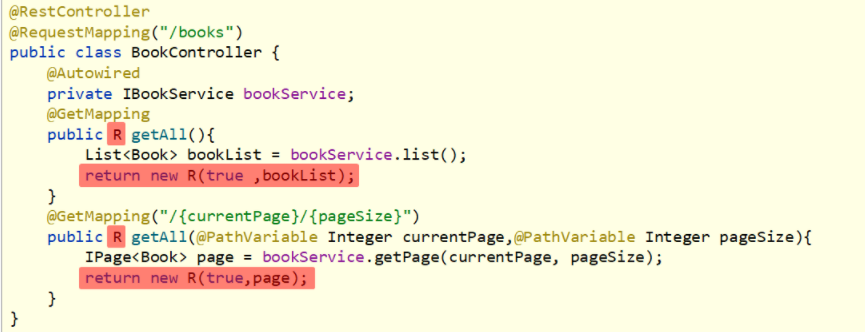 @RestController
@RequestMapping("/books")
public class BookController {
    @Autowired
    private IBookService bookService;
    @GetMapping
    public R getAll(){
        List<Book> bookList = bookService.list();
        return new R(true ,bookList);
    }
    @GetMapping("/{currentPage}/{pageSize}")
    public R getAll(@PathVariable Integer currentPage,@PathVariable Integer pageSize){
        IPage<Book> page = bookService.getPage(currentPage, pageSize);
        return new R(true,page);
    }
}